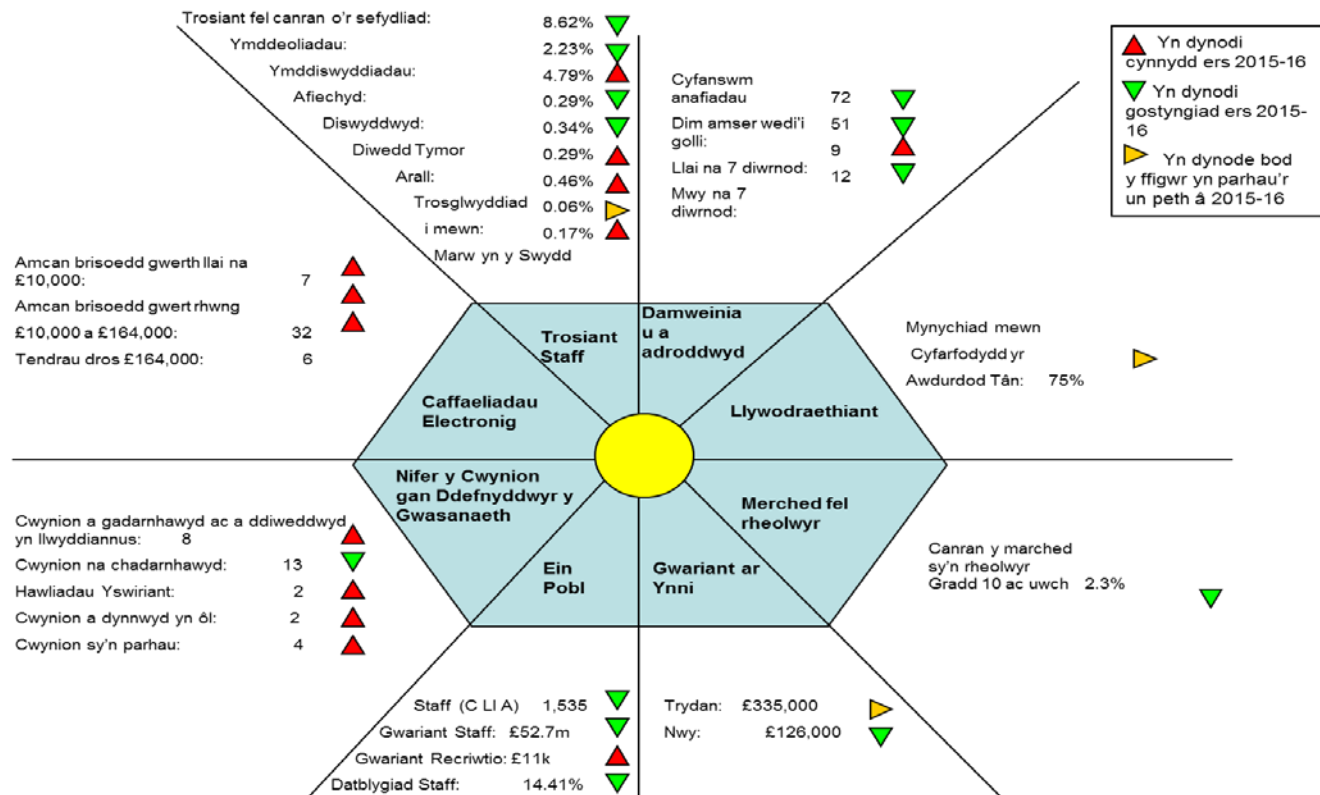 Trosiant fel canran o'r sefydliad: 8.62%
Ymddeoliadau: 2.23%
Ymddiswyddiadau: 4.79%
Afiechyd: 0.29%
Diswyddwyd: 0.34%
Diwedd Tymor 0.29%
Arall: 0.46%
Trosglwyddiad 0.06%
i mewn: 0.17%
Marw yn y Swydd
Cyfanswm
anafiadau 72
Dim amser wedi'i 51
golli: 9
Llai na 7 diwrnod: 12
Mwy na 7
diwrnod:
Yn dynodi
cynnydd ers 2015-16
Yn dynodi
gostyngiad ers 2015-
16
Yn dynode bod
y ffigwr yn parhau'r
un peth â 2015-16
Amcan brisoedd gwerth llai na
£10,000: 7
Amcan brisoedd gwert rhwng
£10,000 a £164,000: 32
Tendrau dros £164,000: 6
Trosiant
Staff
Damweinia
u a
adroddwyd
Mynychiad mewn
Cyfarfodydd yr
Awdurdod Tân: 75%
Caffaeliadau
Electronig
Llywodraethiant
Nifer y Cwynion
gan Ddefnyddwyr y
Gwasanaeth
Merched fel
rheolwyr
Ein
Pobl
Gwariant ar
Ynni
Cwynion a gadarnhawyd ac a ddiweddwyd
yn llwyddiannus: 8
Cwynion na chadarnhawyd: 13
Hawliadau Yswiriant: 2
Cwynion a dynnwyd yn ôl: 2
Cwynion sy'n parhau: 4
Canran y marched
sy'n rheolwyr
Gradd 10 ac uwch 2.3%
Staff (C Ll A) 1,535
Gwariant Staff: £52.7m
Gwariant Recriwtio: £11k
Datblygiad Staff: 14.41%
Trydan: £335,000
Nwy: £126,000